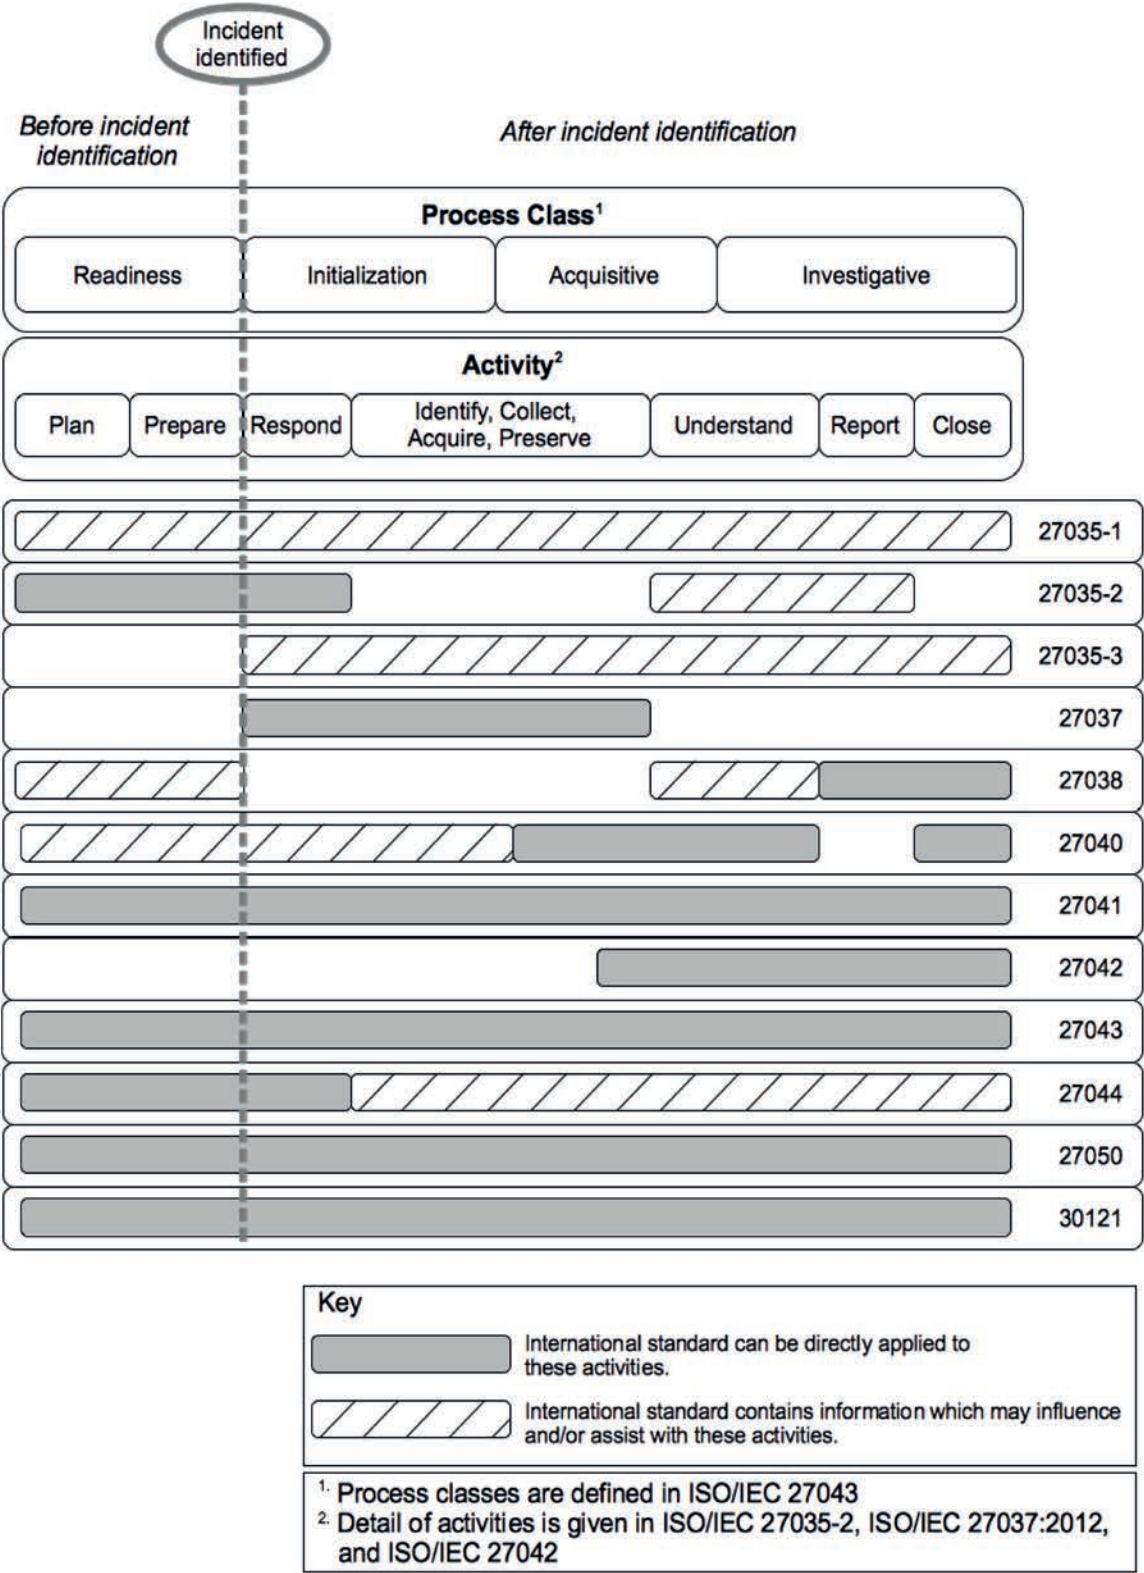 Incident
identified
Before incident
identification
After incident identification
Process Class¹
Readiness
Initialization
Acquisitive
Investigative
Activity²
Plan
Prepare
Respond
Identify, Collect,
Acquire, Preserve
Understand
Report
Close
27035-1
27035-2
27035-3
27037
27038
27040
27041
27042
27043
27044
27050
30121
Key
International standard can be directly applied to
these activities.
International standard contains information which may influence
and/or assist with these activities.
¹· Process classes are defined in ISO/IEC 27043
²· Detail of activities is given in ISO/IEC 27035-2, ISO/IEC 27037:2012,
and ISO/IEC 27042